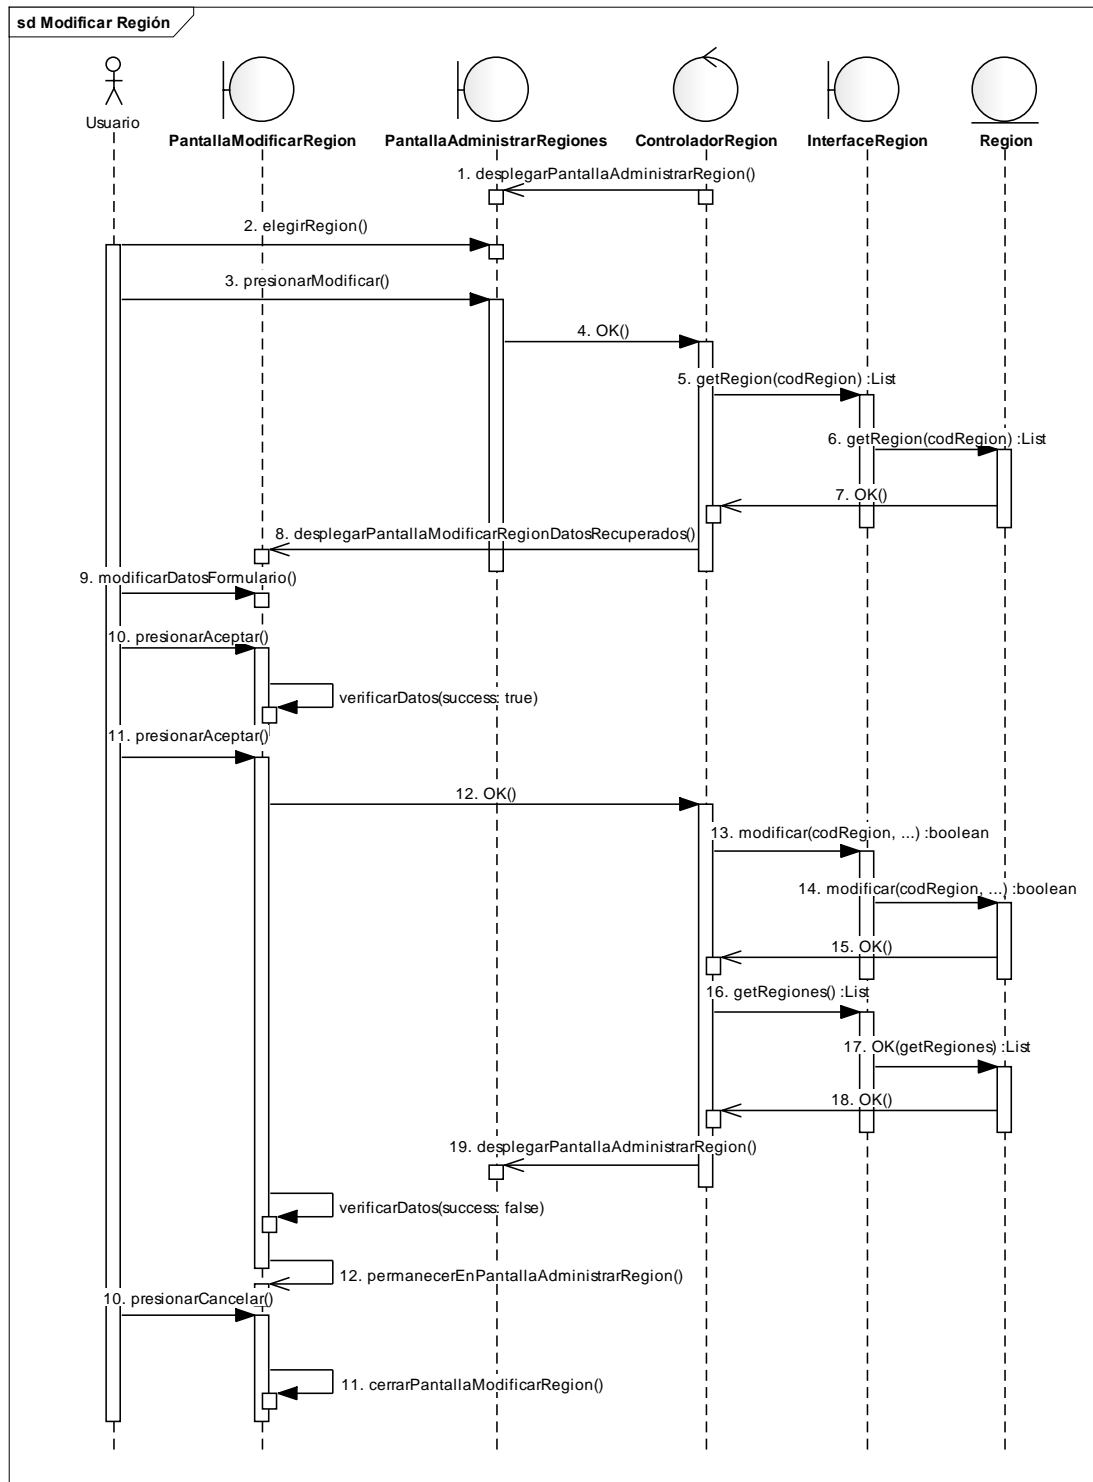 sd Modificar Región
Usuario
PantallaModificarRegion
PantallaAdministrarRegiones
ControladorRegion
InterfaceRegion
Region
1. desplegarPantallaAdministrarRegion()
2. elegirRegion()
3. presionarModificar()
4. OK()
5. getRegion(codRegion) :List
6. getRegion(codRegion) :List
7. OK()
8. desplegarPantallaModificarRegionDatosRecuperados()
9. modificarDatosFormulario()
10. presionarAceptar()
verificarDatos(success: true)
11. presionarAceptar()
12. OK()
13. modificar(codRegion, ...) :boolean
14. modificar(codRegion, ...) :boolean
15. OK()
16. getRegiones() :List
17. OK(getRegiones) :List
18. OK()
19. desplegarPantallaAdministrarRegion()
verificarDatos(success: false)
12. permanecerEnPantallaAdministrarRegion()
10. presionarCancelar()
11. cerrarPantallaModificarRegion()